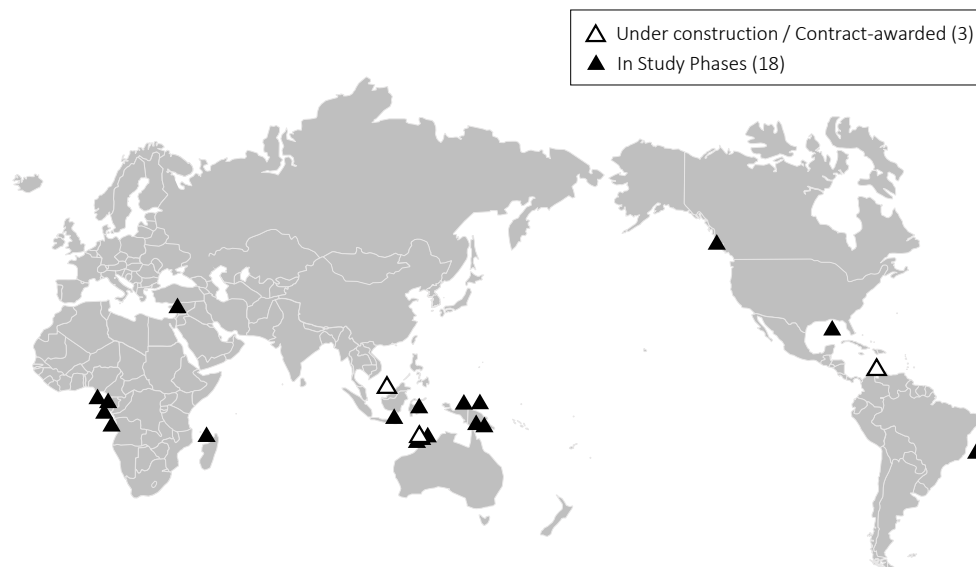 Under construction / Contract-awarded (3)
In Study Phases (18)